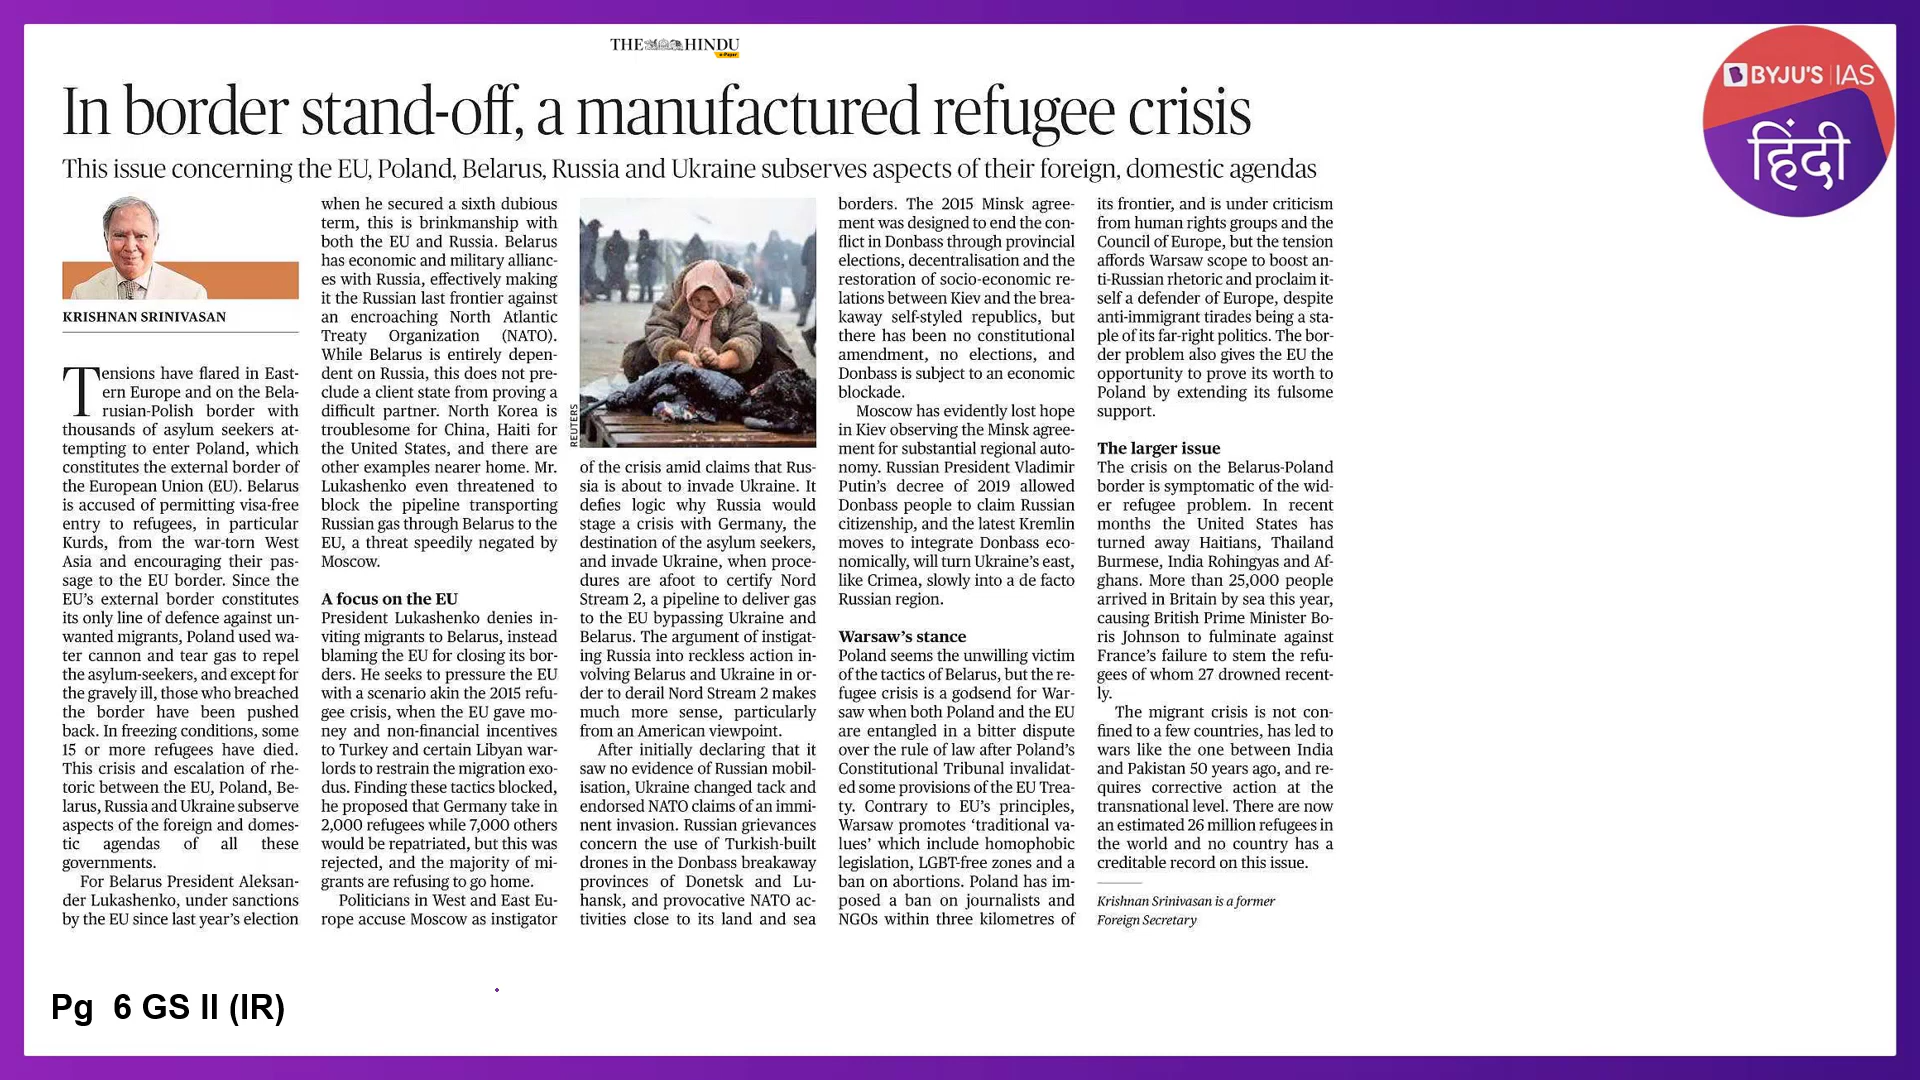 THE HINDU
e-Paper
BYJU'S | IAS
हिंदी
In border stand-off, a manufactured refugee crisis
This issue concerning the EU, Poland, Belarus, Russia and Ukraine subserves aspects of their foreign, domestic agendas
KRISHNAN SRINIVASAN
Tensions have flared in East-
ern Europe and on the Bela-
rusian-Polish border with
thousands of asylum seekers at-
tempting to enter Poland, which
constitutes the external border of
the European Union (EU). Belarus
is accused of permitting visa-free
entry to refugees, in particular
Kurds, from the war-torn West
Asia and encouraging their pas-
sage to the EU border. Since the
EU's external border constitutes
its only line of defence against un-
wanted migrants, Poland used wa-
ter cannon and tear gas to repel
the asylum-seekers, and except for
the gravely ill, those who breached
the border have been pushed
back. In freezing conditions, some
15 or more refugees have died.
This crisis and escalation of rhe-
toric between the EU, Poland, Be-
larus, Russia and Ukraine subserve
aspects of the foreign and domes-
tic agendas of all these
governments.
For Belarus President Aleksan-
der Lukashenko, under sanctions
by the EU since last year's election
when he secured a sixth dubious
term, this is brinkmanship with
both the EU and Russia. Belarus
has economic and military allianc-
es with Russia, effectively making
it the Russian last frontier against
an encroaching North Atlantic
Treaty Organization (NATO).
While Belarus is entirely depen-
dent on Russia, this does not pre-
clude a client state from proving a
difficult partner. North Korea is
troublesome for China, Haiti for
the United States, and there are
other examples nearer home. Mr.
Lukashenko even threatened to
block the pipeline transporting
Russian gas through Belarus to the
EU, a threat speedily negated by
Moscow.
A focus on the EU
President Lukashenko denies in-
viting migrants to Belarus, instead
blaming the EU for closing its bor-
ders. He seeks to pressure the EU
with a scenario akin the 2015 refu-
gee crisis, when the EU gave mo-
ney and non-financial incentives
to Turkey and certain Libyan war-
lords to restrain the migration exo-
dus. Finding these tactics blocked,
he proposed that Germany take in
2,000 refugees while 7,000 others
would be repatriated, but this was
rejected, and the majority of mi-
grants are refusing to go home.
Politicians in West and East Eu-
rope accuse Moscow as instigator
REUTERS
of the crisis amid claims that Rus-
sia is about to invade Ukraine. It
defies logic why Russia would
stage a crisis with Germany, the
destination of the asylum seekers,
and invade Ukraine, when proce-
dures are afoot to certify Nord
Stream 2, a pipeline to deliver gas
to the EU bypassing Ukraine and
Belarus. The argument of instigat-
ing Russia into reckless action in-
volving Belarus and Ukraine in or-
der to derail Nord Stream 2 makes
much more sense, particularly
from an American viewpoint.
After initially declaring that it
saw no evidence of Russian mobil-
isation, Ukraine changed tack and
endorsed NATO claims of an immi-
nent invasion. Russian grievances
concern the use of Turkish-built
drones in the Donbass breakaway
provinces of Donetsk and Lu-
hansk, and provocative NATO ac-
tivities close to its land and sea
borders. The 2015 Minsk agree-
ment was designed to end the con-
flict in Donbass through provincial
elections, decentralisation and the
restoration of socio-economic re-
lations between Kiev and the brea-
kaway self-styled republics, but
there has been no constitutional
amendment, no elections, and
Donbass is subject to an economic
blockade.
Moscow has evidently lost hope
in Kiev observing the Minsk agree-
ment for substantial regional auto-
nomy. Russian President Vladimir
Putin's decree of 2019 allowed
Donbass people to claim Russian
citizenship, and the latest Kremlin
moves to integrate Donbass eco-
nomically, will turn Ukraine's east,
like Crimea, slowly into a de facto
Russian region.
Warsaw's stance
Poland seems the unwilling victim
of the tactics of Belarus, but the re-
fugee crisis is a godsend for War-
saw when both Poland and the EU
are entangled in a bitter dispute
over the rule of law after Poland's
Constitutional Tribunal invalidat-
ed some provisions of the EU Trea-
ty. Contrary to EU's principles,
Warsaw promotes 'traditional va-
lues' which include homophobic
legislation, LGBT-free zones and a
ban on abortions. Poland has im-
posed a ban on journalists and
NGOs within three kilometres of
its frontier, and is under criticism
from human rights groups and the
Council of Europe, but the tension
affords Warsaw scope to boost an-
ti-Russian rhetoric and proclaim it-
self a defender of Europe, despite
anti-immigrant tirades being a sta-
ple of its far-right politics. The bor-
der problem also gives the EU the
opportunity to prove its worth to
Poland by extending its fulsome
support.
The larger issue
The crisis on the Belarus-Poland
border is symptomatic of the wid-
er refugee problem. In recent
months the United States has
turned away Haitians, Thailand
Burmese, India Rohingyas and Af-
ghans. More than 25,000 people
arrived in Britain by sea this year,
causing British Prime Minister Bo-
ris Johnson to fulminate against
France's failure to stem the refu-
gees of whom 27 drowned recent-
ly.
The migrant crisis is not con-
fined to a few countries, has led to
wars like the one between India
and Pakistan 50 years ago, and re-
quires corrective action at the
transnational level. There are now
an estimated 26 million refugees in
the world and no country has a
creditable record on this issue.
Krishnan Srinivasan is a former
Foreign Secretary
Pg 6 GS II (IR)